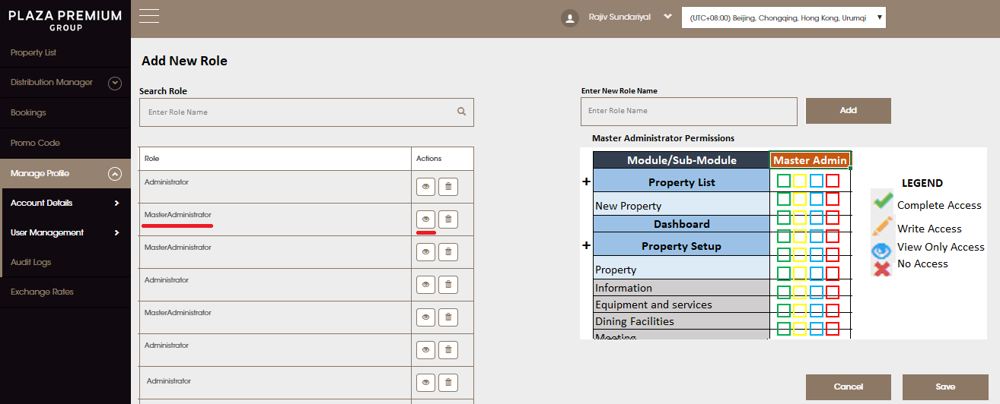 PLAZA PREMIUM
GROUP
Rajiv Sundariyal
(UTC+08:00) Beijing, Chongqing, Hong Kong, Urumqi
Property List
Distribution Manager
Bookings
Promo Code
Manage Profile
Account Details
User Management
Audit Logs
Exchange Rates
Add New Role
Search Role
Enter Role Name
Role Actions
Administrator
MasterAdministrator
MasterAdministrator
Administrator
MasterAdministrator
Administrator
Administrator
Enter New Role Name
Enter Role Name
Add
Master Administrator Permissions
Module/Sub-Module Master Admin
+ Property List
New Property
Dashboard
+ Property Setup
Property
Information
Equipment and services
Dining Facilities
Meeting
LEGEND
Complete Access
Write Access
View Only Access
No Access
Cancel
Save